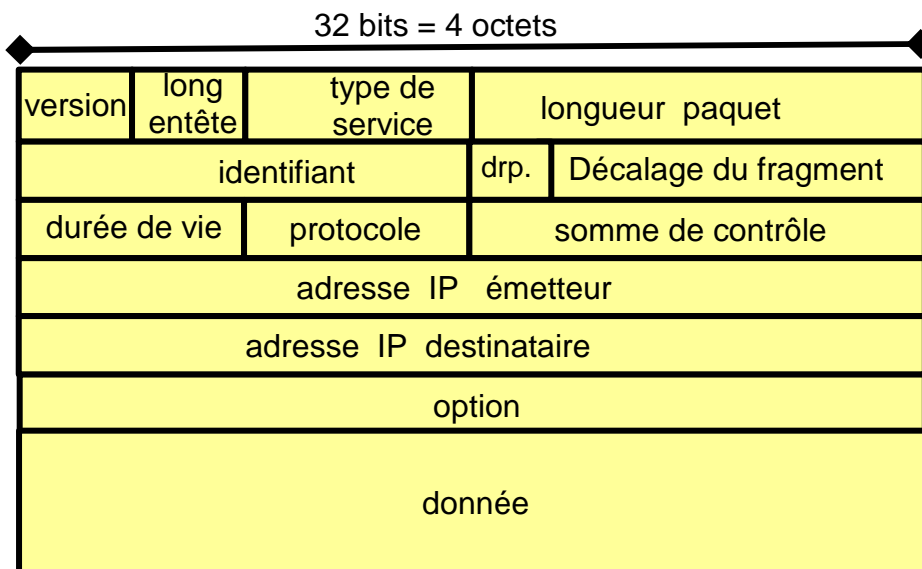 32 bits = 4 octets
version
long
entête
type de
service
longueur paquet
identifiant
drp.
Décalage du fragment
durée de vie
protocole
somme de contrôle
adresse IP émetteur
adresse IP destinataire
option
donnée